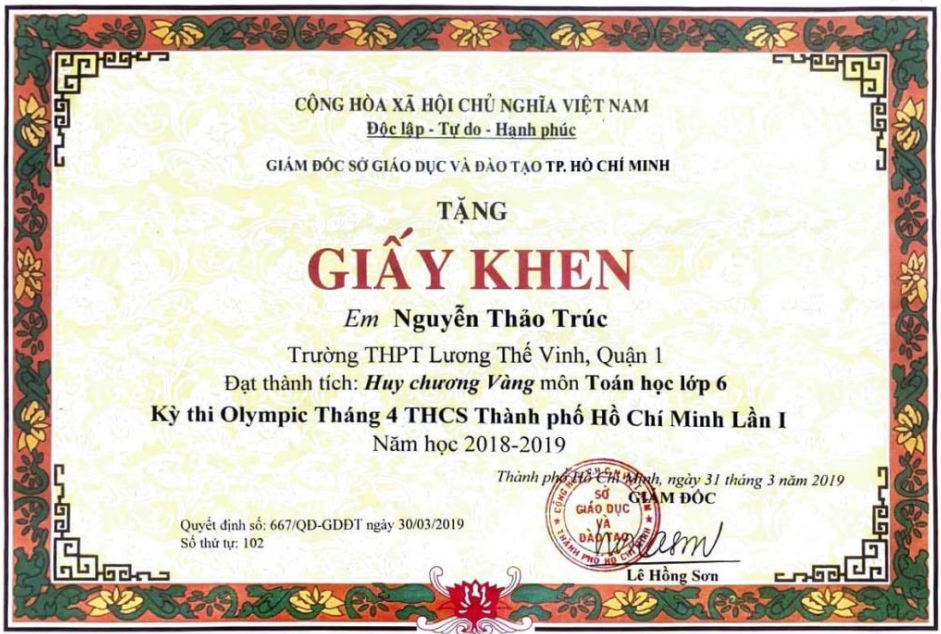 CỘNG HÒA XÃ HỘI CHỦ NGHĨA VIỆT NAM
Độc lập - Tự do - Hạnh phúc
GIÁM ĐỐC SỞ GIÁO DỤC VÀ ĐÀO TẠO TP. HỒ CHÍ MINH
TẶNG
GIẤY KHEN
Em Nguyễn Thảo Trúc
Trường THPT Lương Thế Vinh, Quận 1
Đạt thành tích: Huy chương Vàng môn Toán học lớp 6
Kỳ thi Olympic Tháng 4 THCS Thành phố Hồ Chí Minh Lần I
Năm học 2018-2019
Thành phố Hồ Chí Minh, ngày 31 tháng 3 năm 2019
GIÁM ĐỐC
SỞ
GIÁO DỤC
VÀ
ĐÀO TẠO
THÀNH PHỐ HỒ CHÍ MINH
Quyết định số: 667/QĐ-GDĐT ngày 30/03/2019
Số thứ tự: 102
Lê Hồng Sơn